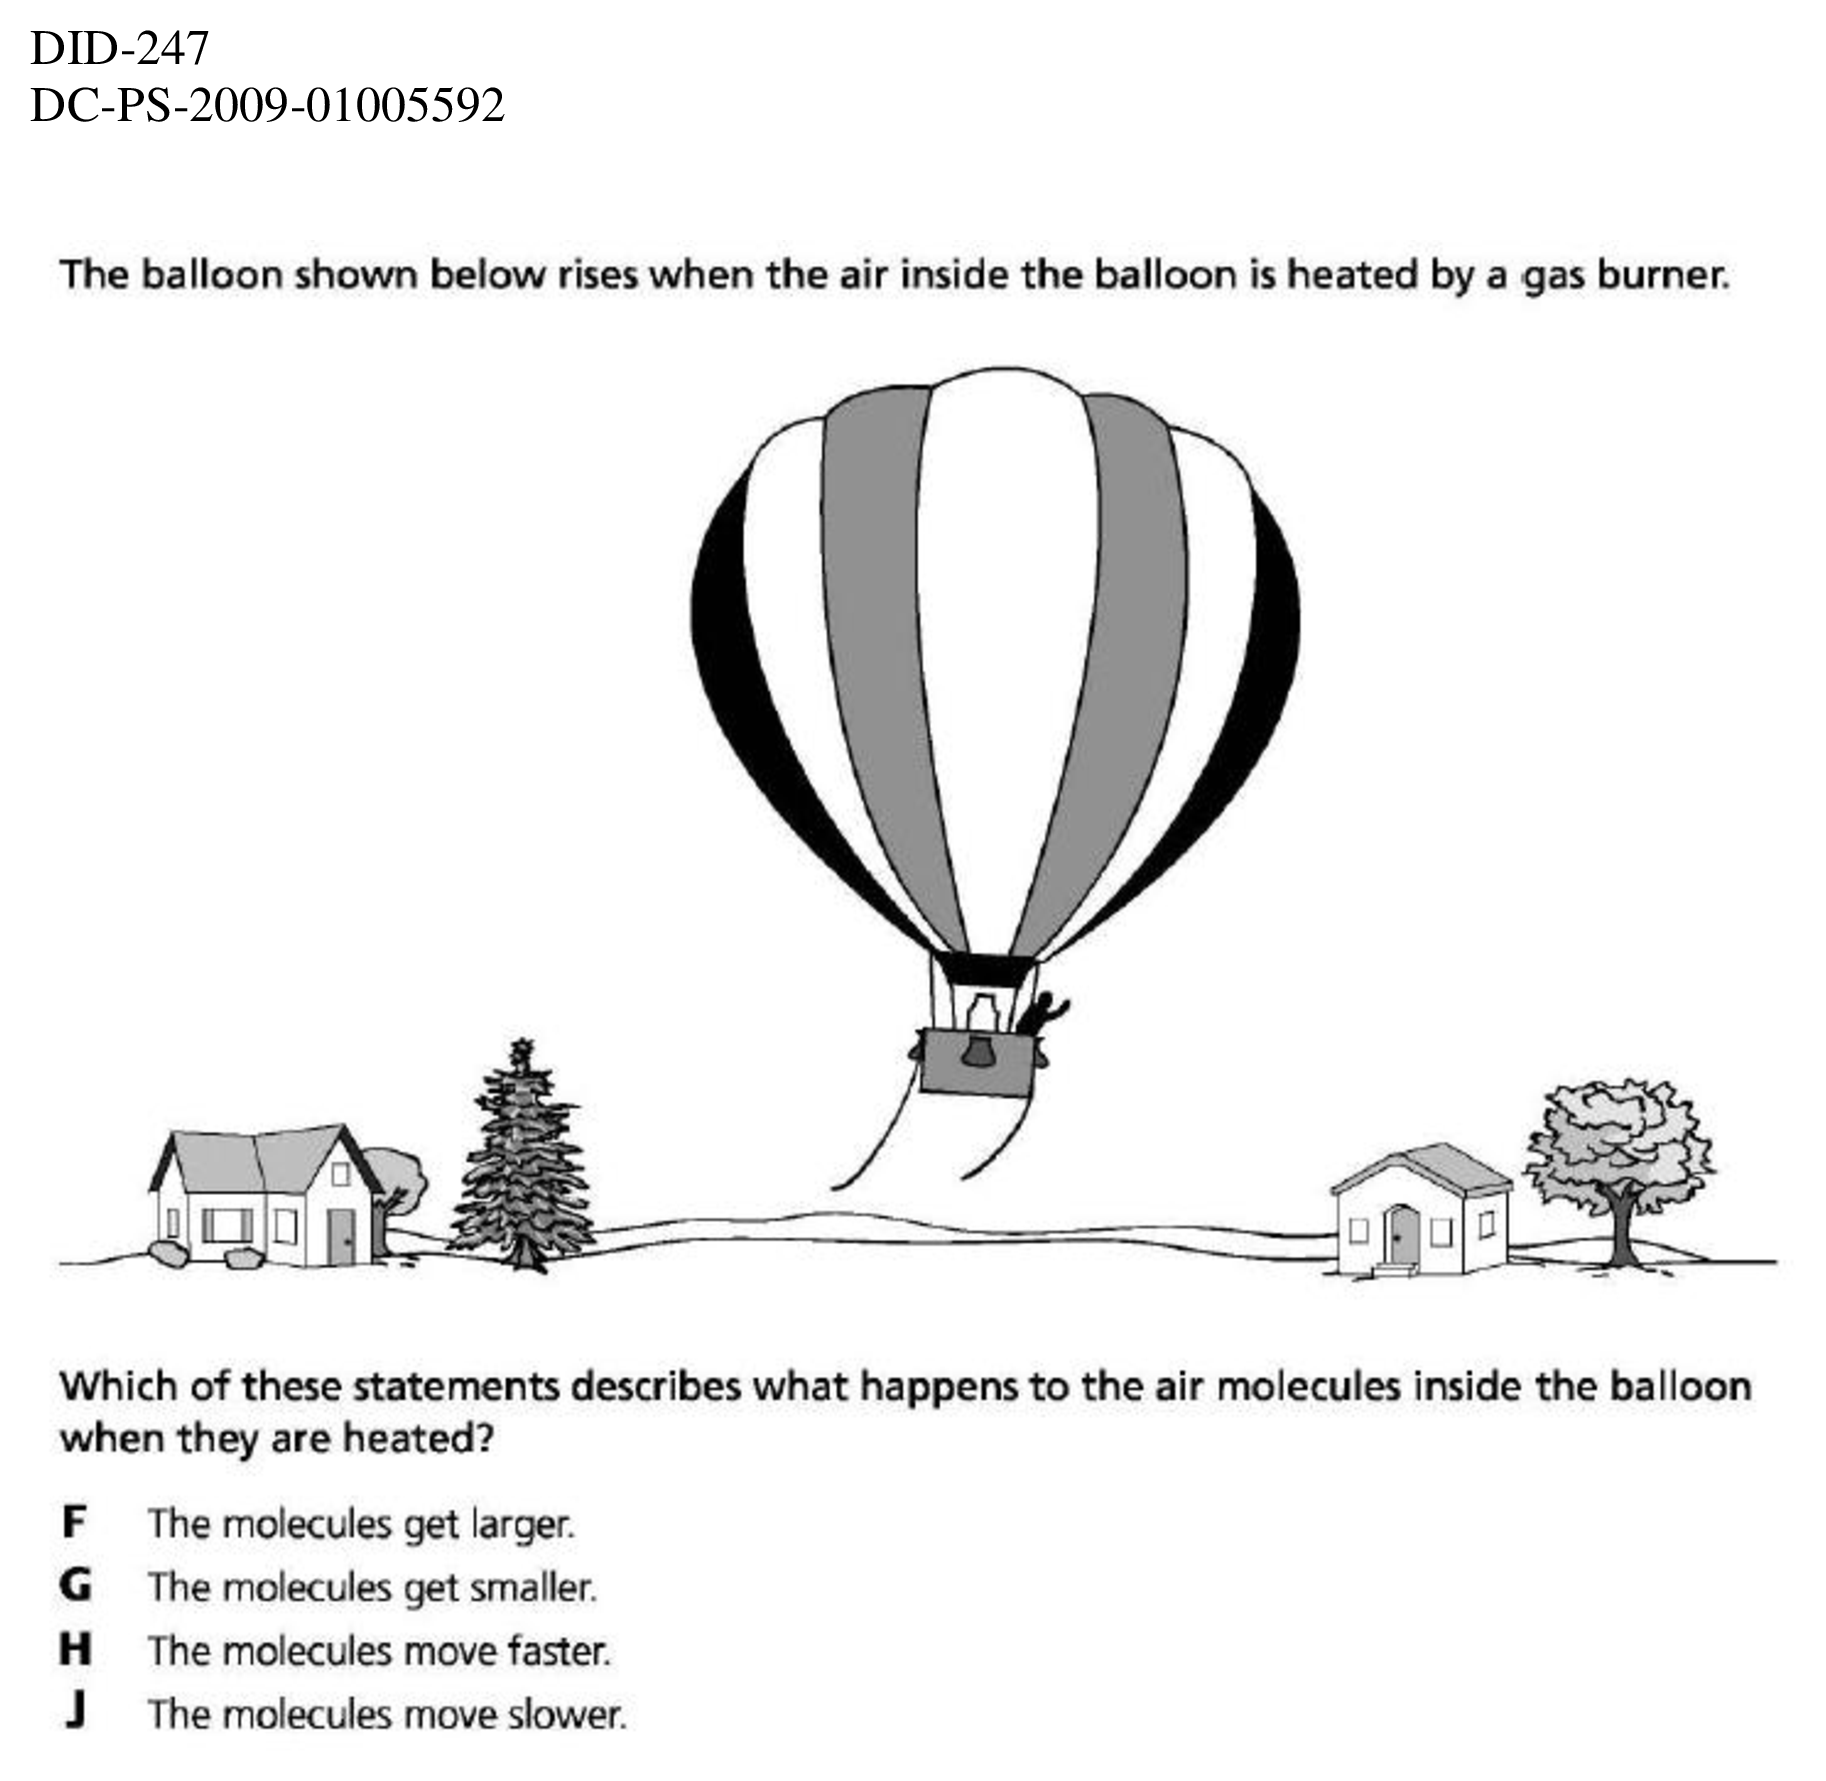 DID-247
DC-PS-2009-01005592
The balloon shown below rises when the air inside the balloon is heated by a gas burner.
Which of these statements describes what happens to the air molecules inside the balloon
when they are heated?
F The molecules get larger.
G The molecules get smaller.
H The molecules move faster.
J The molecules move slower.